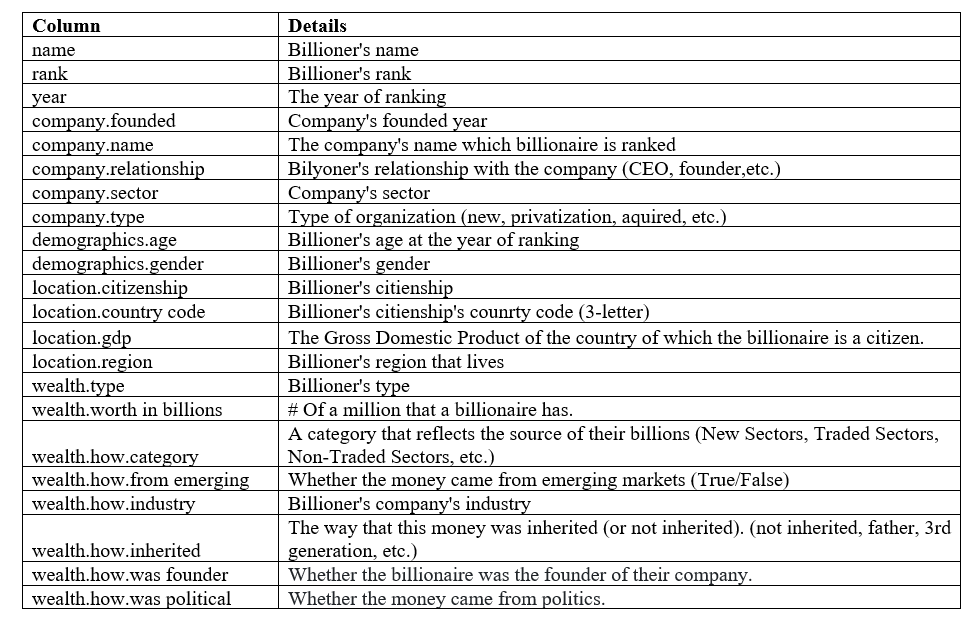 Column Details
name Billioner's name
rank Billioner's rank
year The year of ranking
company.founded Company's founded year
company.name The company's name which billionaire is ranked
company.relationship Bilyoner's relationship with the company (CEO, founder,etc.)
company.sector Company's sector
company.type Type of organization (new, privatization, aquired, etc.)
demographics.age Billioner's age at the year of ranking
demographics.gender Billioner's gender
location.citizenship Billioner's citienship
location.country code Billioner's citienship's counrty code (3-letter)
location.gdp The Gross Domestic Product of the country of which the billionaire is a citizen.
location.region Billioner's region that lives
wealth.type Billioner's type
wealth.worth in billions # Of a million that a billionaire has.
A category that reflects the source of their billions (New Sectors, Traded Sectors,
wealth.how.category Non-Traded Sectors, etc.)
wealth.how.from emerging Whether the money came from emerging markets (True/False)
wealth.how.industry Billioner's company's industry
The way that this money was inherited (or not inherited). (not inherited, father, 3rd
wealth.how.inherited generation, etc.)
wealth.how.was founder Whether the billionaire was the founder of their company.
wealth.how.was political Whether the money came from politics.